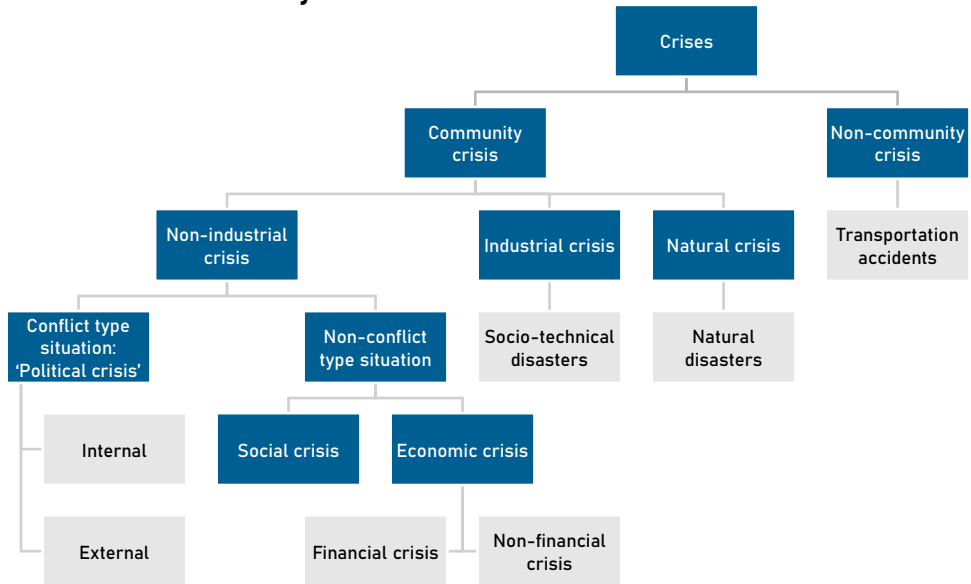 Crises
Community
crisis
Non-community
crisis
Non-industrial
crisis
Industrial crisis
Natural crisis
Transportation
accidents
Conflict type
situation:
‘Political crisis’
Non-conflict
type situation
Socio-technical
disasters
Natural
disasters
Internal
Social crisis
Economic crisis
External
Financial crisis
Non-financial
crisis